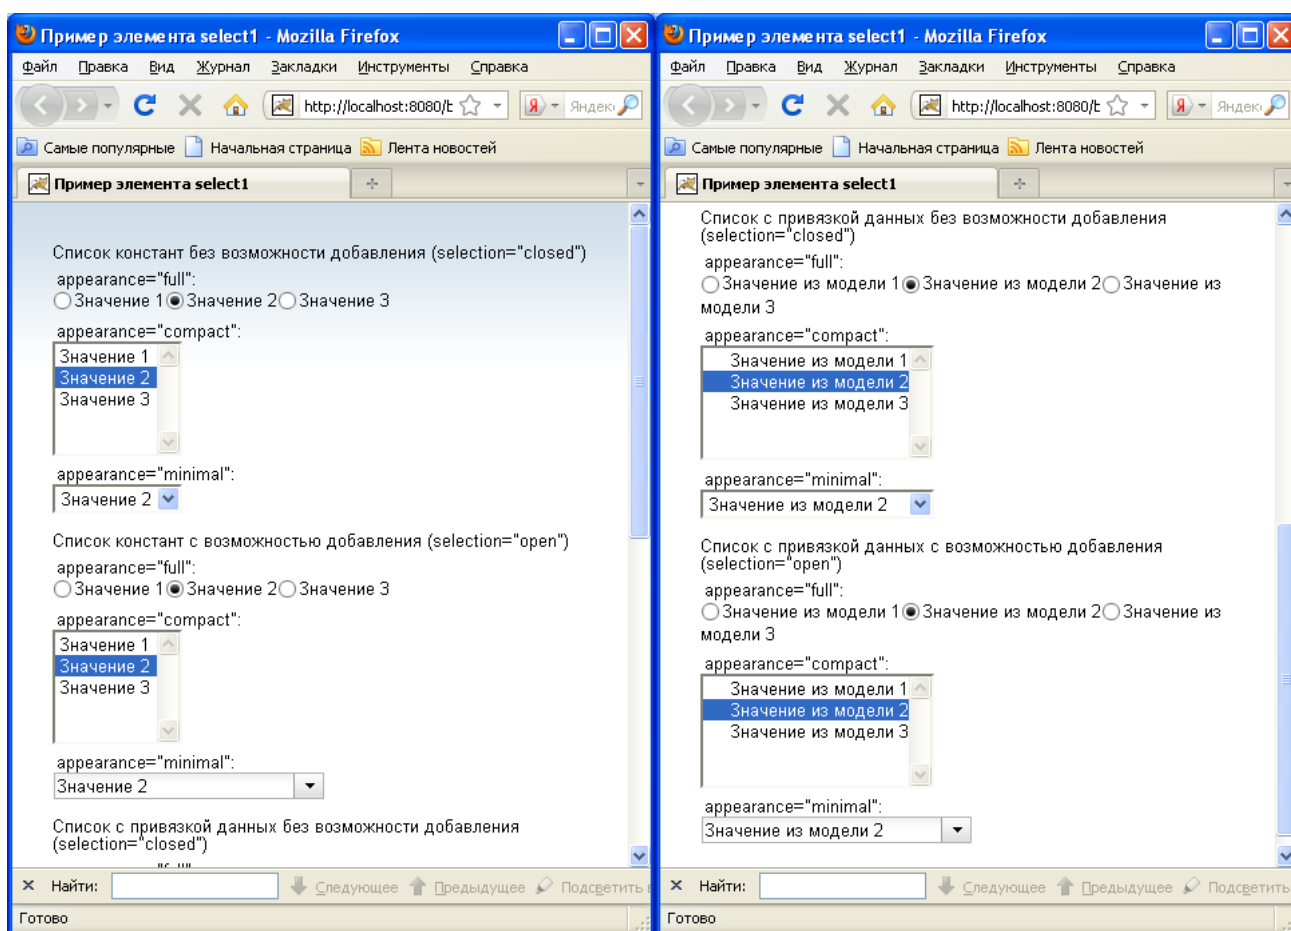 Пример элемента select1 - Mozilla Firefox
Файл Правка Вид Журнал Закладки Инструменты Справка
http://localhost:8080/t Яндекс
Самые популярные Начальная страница Лента новостей
Пример элемента select1
Список констант без возможности добавления (selection="closed")
appearance="full":
Значение 1 Значение 2 Значение 3
appearance="compact":
Значение 1
Значение 2
Значение 3
appearance="minimal":
Значение 2
Список констант с возможностью добавления (selection="open")
appearance="full":
Значение 1 Значение 2 Значение 3
appearance="compact":
Значение 1
Значение 2
Значение 3
appearance="minimal":
Значение 2
Список с привязкой данных без возможности добавления
(selection="closed")
Найти: Следующее Предыдущее Подсветить
Готово
Пример элемента select1 - Mozilla Firefox
Файл Правка Вид Журнал Закладки Инструменты Справка
http://localhost:8080/t Яндекс
Самые популярные Начальная страница Лента новостей
Пример элемента select1
Список с привязкой данных без возможности добавления
(selection="closed")
appearance="full":
Значение из модели 1 Значение из модели 2 Значение из
модели 3
appearance="compact":
Значение из модели 1
Значение из модели 2
Значение из модели 3
appearance="minimal":
Значение из модели 2
Список с привязкой данных с возможностью добавления
(selection="open")
appearance="full":
Значение из модели 1 Значение из модели 2 Значение из
модели 3
appearance="compact":
Значение из модели 1
Значение из модели 2
Значение из модели 3
appearance="minimal":
Значение из модели 2
Найти: Следующее Предыдущее Подсветить
Готово